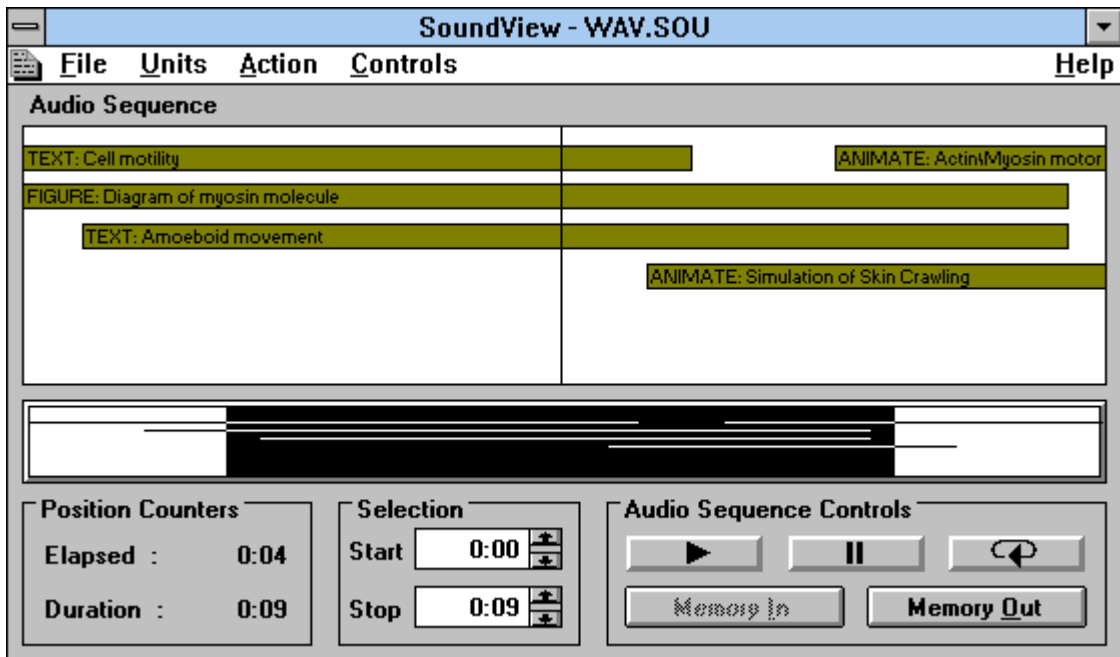 SoundView - WAV.SOU
File Units Action Controls Help
Audio Sequence
TEXT: Cell motility ANIMATE: Actin\Myosin motor
FIGURE: Diagram of myosin molecule
TEXT: Amoeboid movement
ANIMATE: Simulation of Skin Crawling
Position Counters
Elapsed : 0:04
Duration : 0:09
Selection
Start 0:00
Stop 0:09
Audio Sequence Controls
Memory In Memory Out